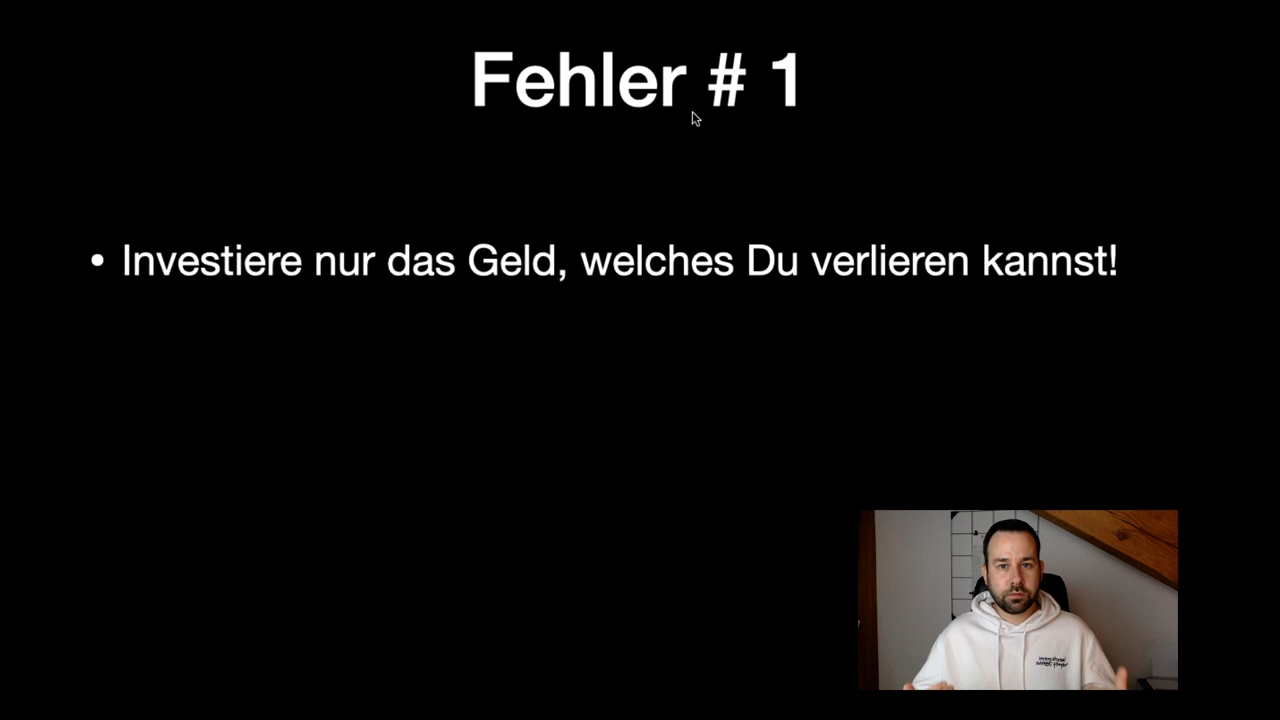 Fehler # 1
• Investiere nur das Geld, welches Du verlieren kannst!